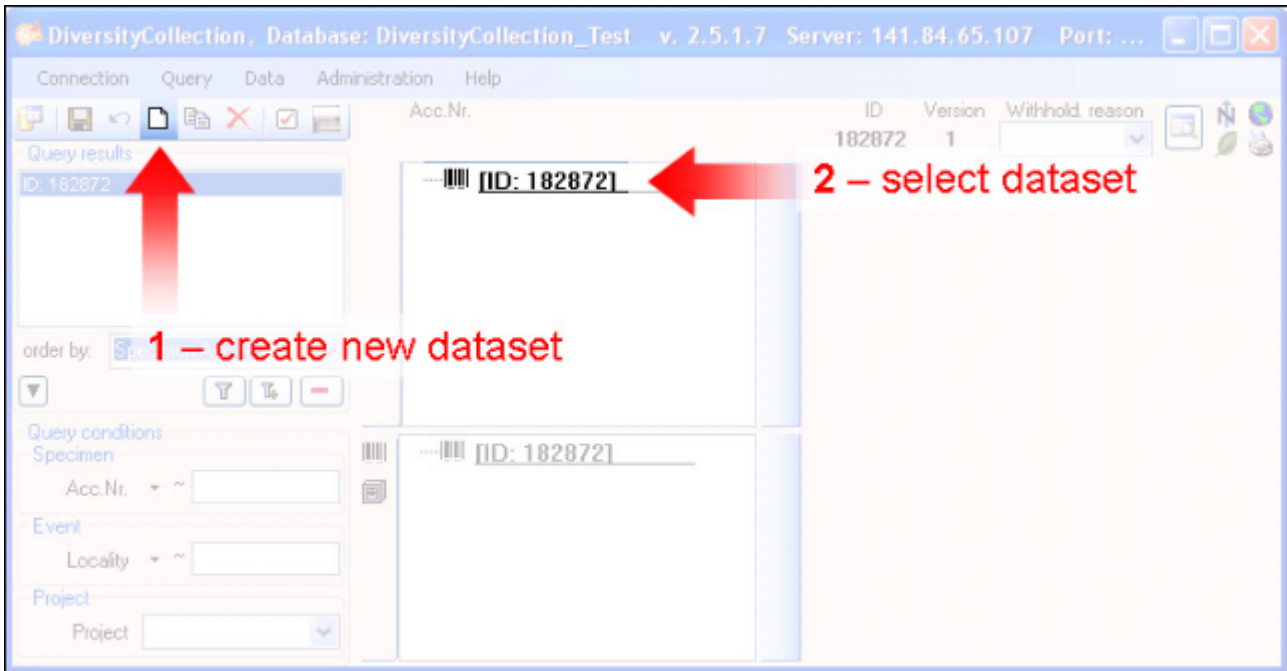 DiversityCollection, Database: DiversityCollection_Test v. 2.5.1.7 Server: 141.84.65.107 Port: ...
Connection Query Data Administration Help
Acc.Nr. ID Version Withhold. reason
182872 1
Query results
ID: 182872
[ID: 182872]
2 – select dataset
1 – create new dataset
order by:
Query conditions
Specimen
[ID: 182872]
Acc.Nr. ~
Event
Locality ~
Project
Project